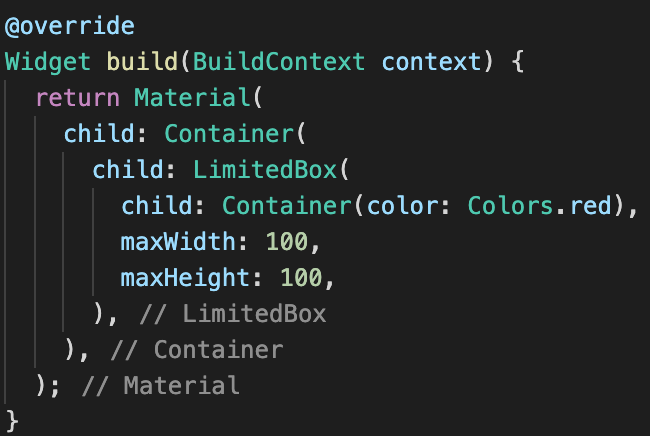 @override
Widget build(BuildContext context) {
return Material(
child: Container(
child: LimitedBox(
child: Container(color: Colors.red),
maxWidth: 100,
maxHeight: 100,
), // LimitedBox
), // Container
); // Material
}